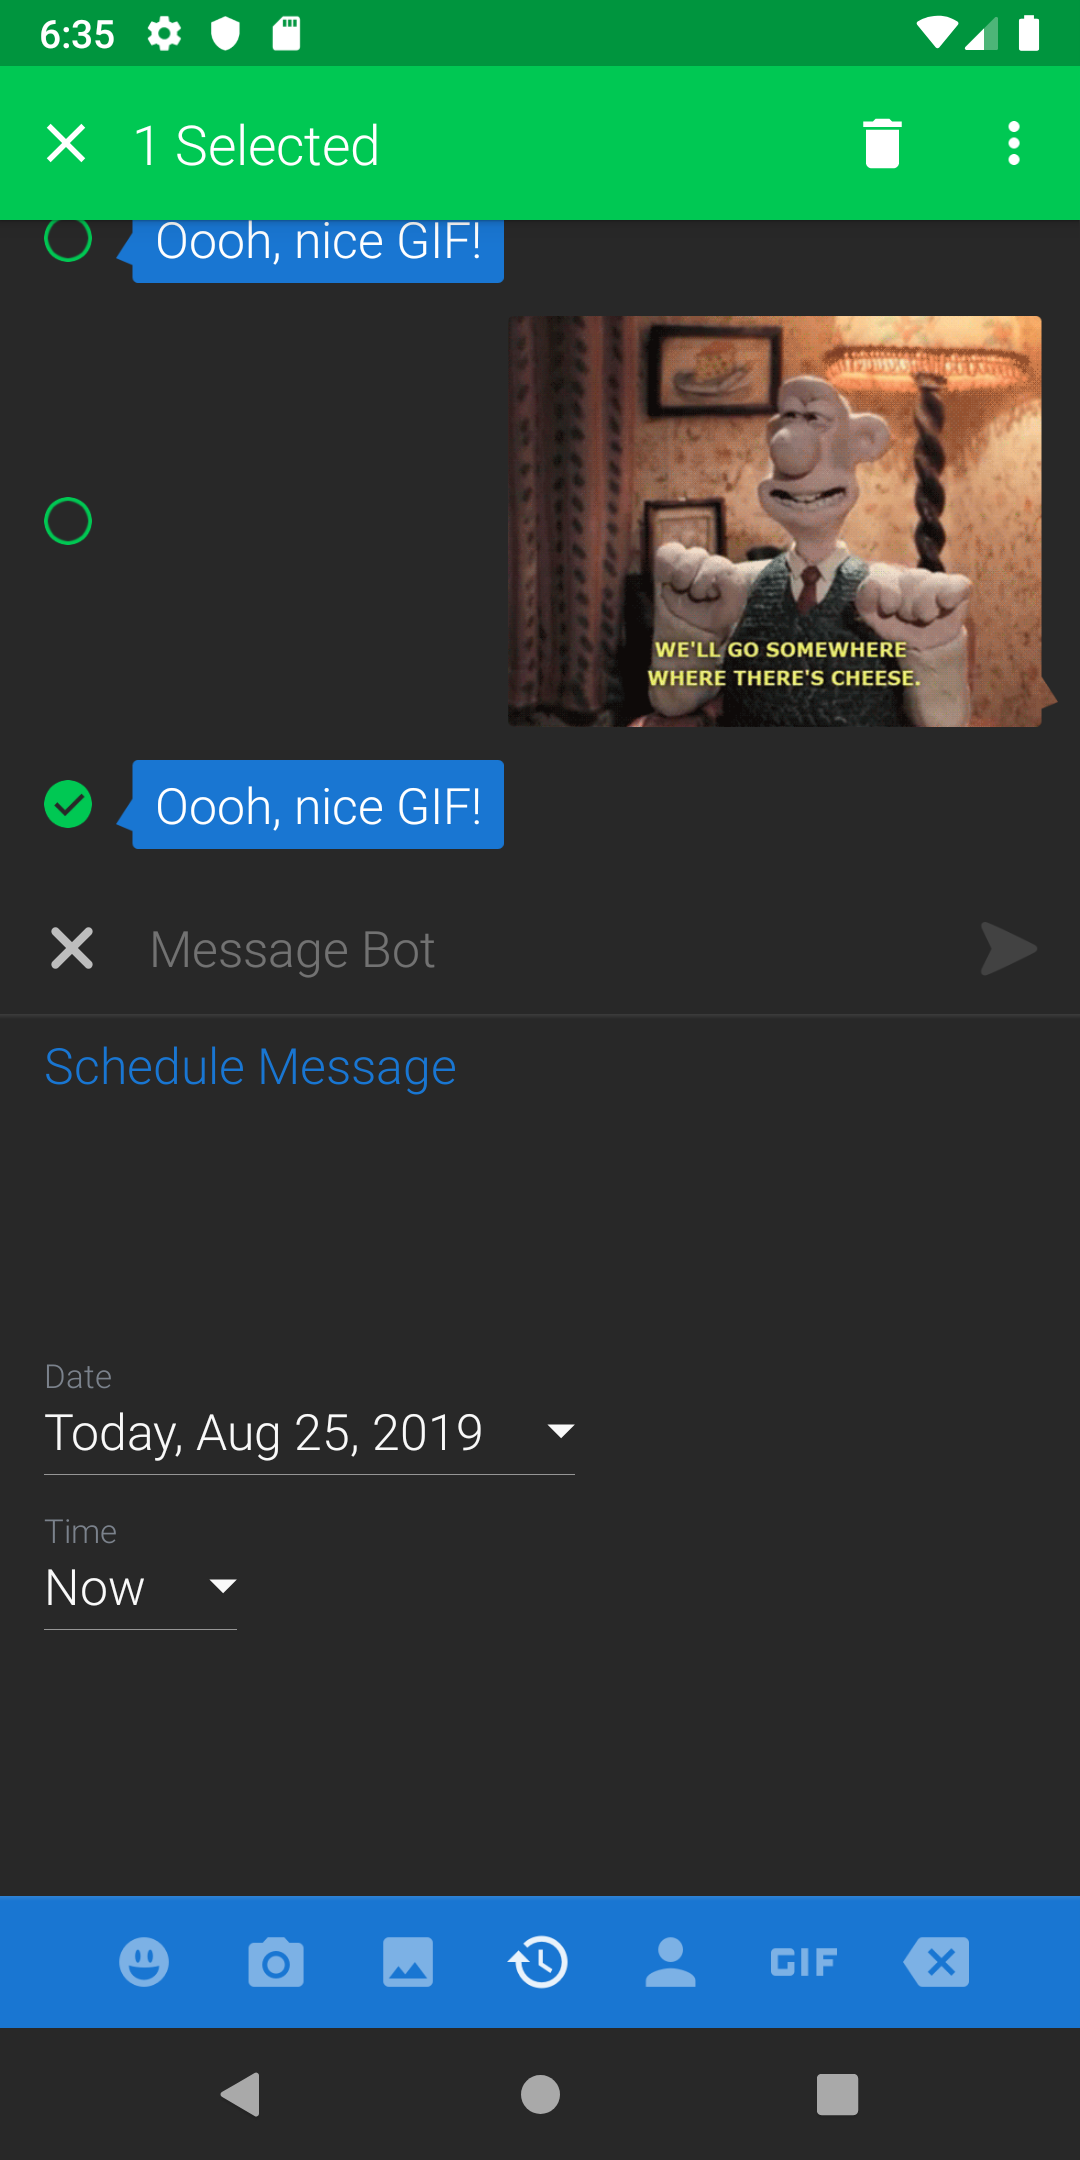 6:35
1 Selected
Oooh, nice GIF!
WE'LL GO SOMEWHERE
WHERE THERE'S CHEESE.
Oooh, nice GIF!
Message Bot
Schedule Message
Date
Today, Aug 25, 2019
Time
Now
GIF